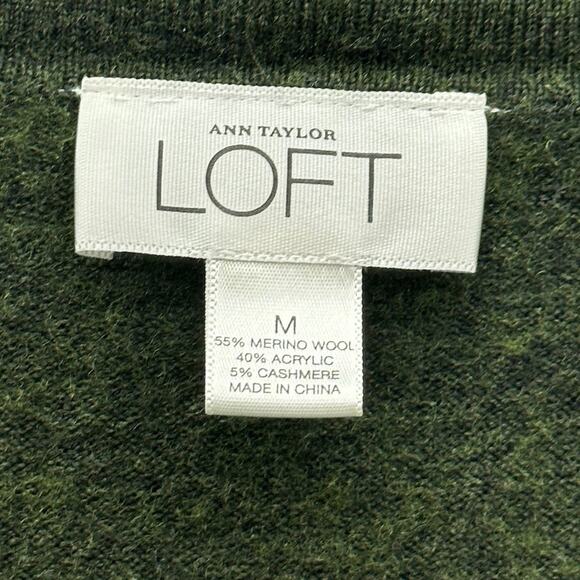 ANN TAYLOR
LOFT
M
55% MERINO WOOL
40% ACRYLIC
5% CASHMERE
MADE IN CHINA